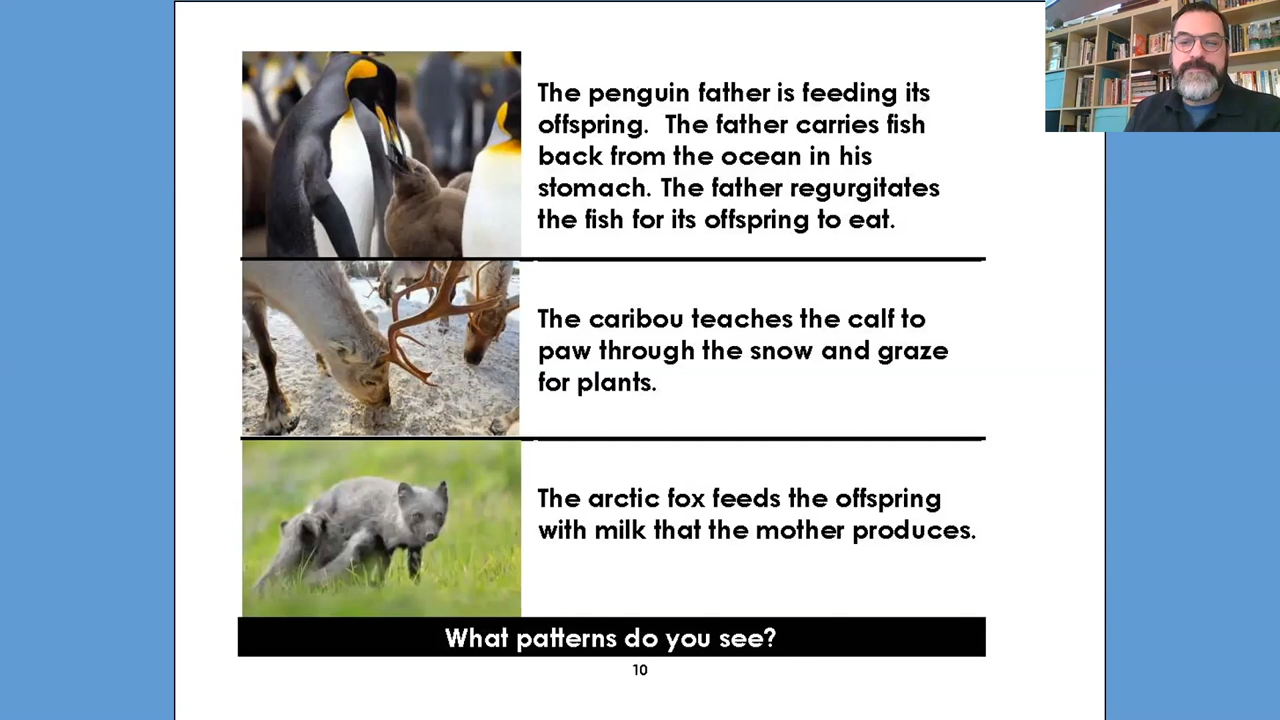 The penguin father is feeding its
offspring.  The father carries fish
back from the ocean in his
stomach. The father regurgitates
the fish for its offspring to eat.
The caribou teaches the calf to
paw through the snow and graze
for plants.
The arctic fox feeds the offspring
with milk that the mother produces.
What patterns do you see?
10